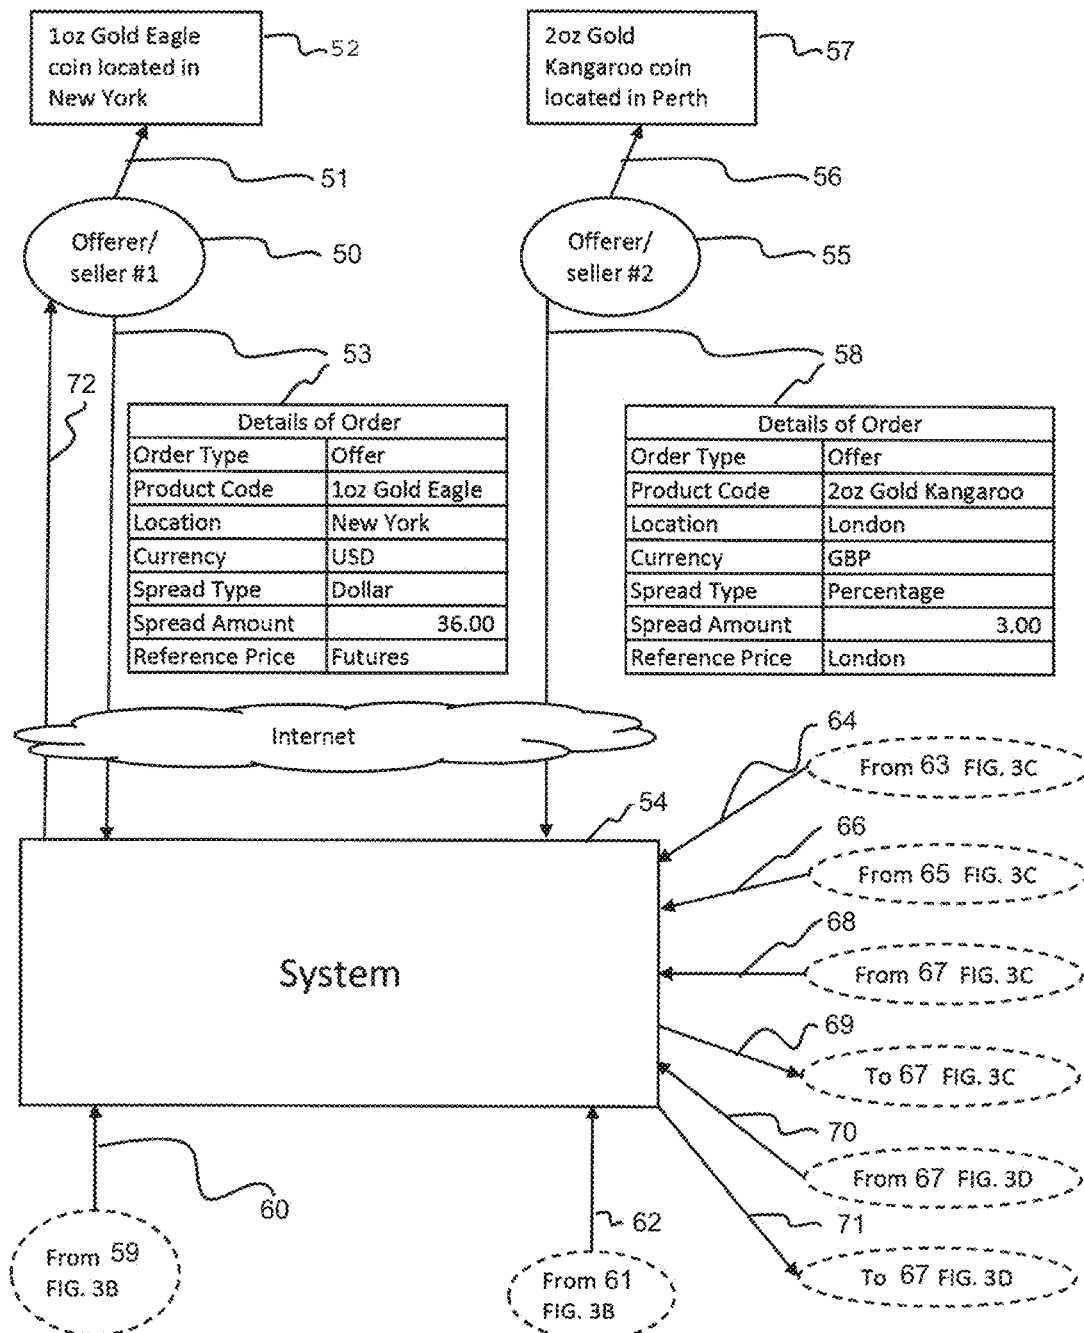 1oz Gold Eagle
coin located in
New York
52
2oz Gold
Kangaroo coin
located in Perth
57
51
56
Offerer/
seller #1
50
Offerer/
seller #2
55
53
58
72
Details of Order
Order Type Offer
Product Code 1oz Gold Eagle
Location New York
Currency USD
Spread Type Dollar
Spread Amount 36.00
Reference Price Futures
Details of Order
Order Type Offer
Product Code 2oz Gold Kangaroo
Location London
Currency GBP
Spread Type Percentage
Spread Amount 3.00
Reference Price London
Internet
64
From 63 FIG. 3C
54
66
From 65 FIG. 3C
68
From 67 FIG. 3C
System
69
To 67 FIG. 3C
70
From 67 FIG. 3D
60
62
71
From 59
FIG. 3B
From 61
FIG. 3B
To 67 FIG. 3D